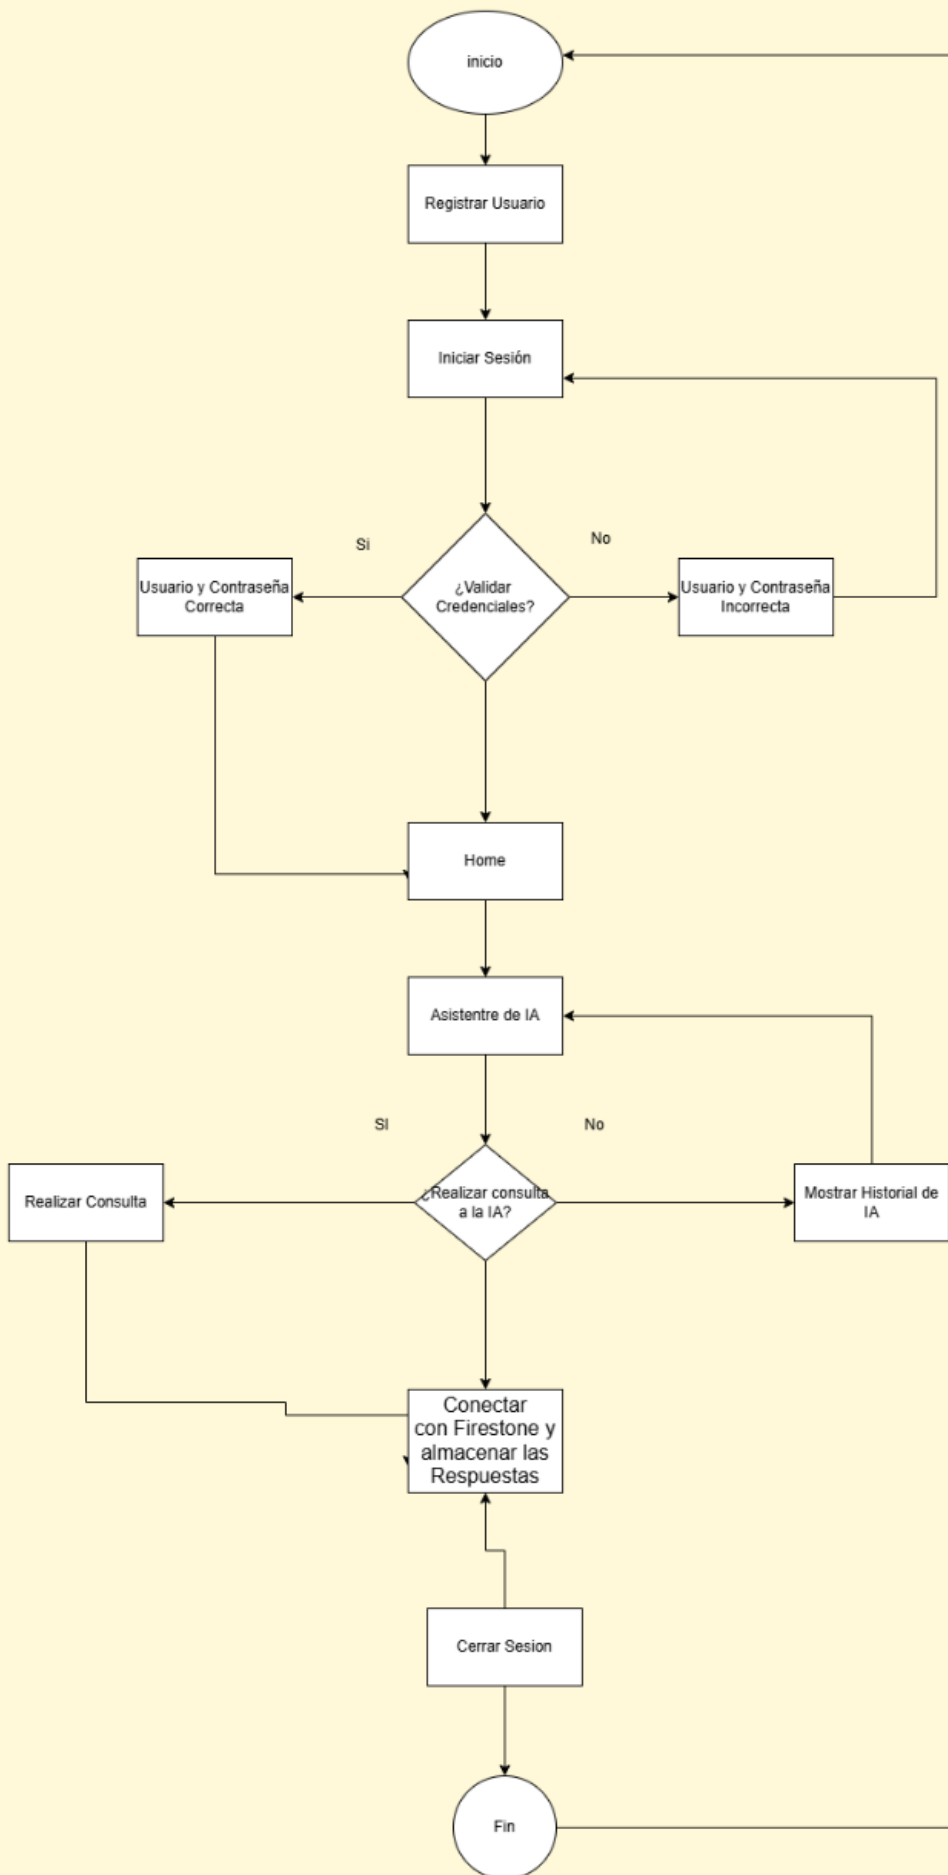 inicio
Registrar Usuario
Iniciar Sesión
Si
No
Usuario y Contraseña
Correcta
¿Validar
Credenciales?
Usuario y Contraseña
Incorrecta
Home
Asistentre de IA
SI
No
Realizar Consulta
¿Realizar consulta
a la IA?
Mostrar Historial de
IA
Conectar
con Firestone y
almacenar las
Respuestas
Cerrar Sesion
Fin